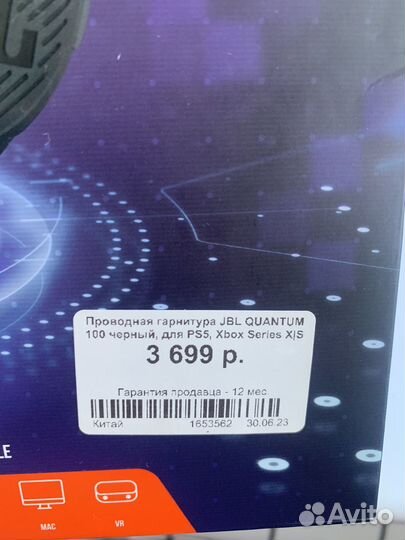 Проводная гарнитура JBL QUANTUM
100 черный, для PS5, Xbox Series X|S
3 699 р.
Гарантия продавца - 12 мес.
Китай 1653562 30.06.23
LE
MAC VR
Avito